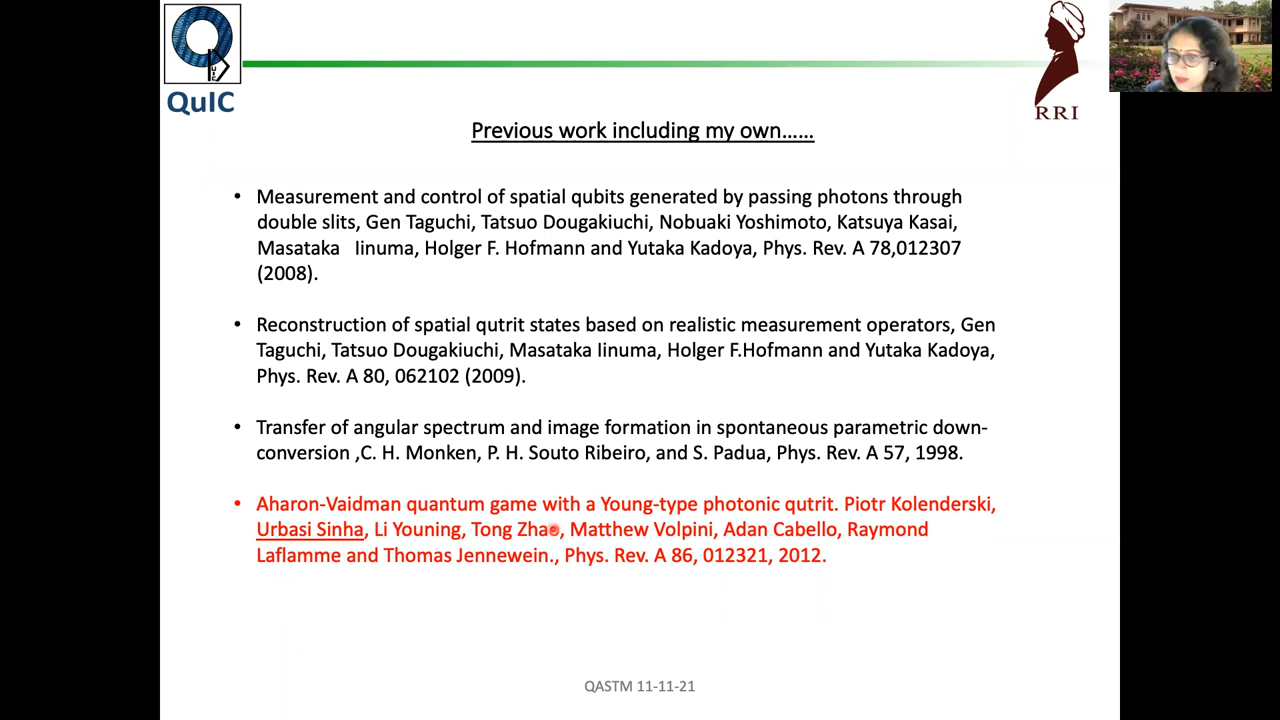 QuIC
RRI
Previous work including my own......
• Measurement and control of spatial qubits generated by passing photons through
double slits, Gen Taguchi, Tatsuo Dougakiuchi, Nobuaki Yoshimoto, Katsuya Kasai,
Masataka Iinuma, Holger F. Hofmann and Yutaka Kadoya, Phys. Rev. A 78,012307
(2008).
• Reconstruction of spatial qutrit states based on realistic measurement operators, Gen
Taguchi, Tatsuo Dougakiuchi, Masataka Iinuma, Holger F.Hofmann and Yutaka Kadoya,
Phys. Rev. A 80, 062102 (2009).
• Transfer of angular spectrum and image formation in spontaneous parametric down-
conversion ,C. H. Monken, P. H. Souto Ribeiro, and S. Padua, Phys. Rev. A 57, 1998.
• Aharon-Vaidman quantum game with a Young-type photonic qutrit. Piotr Kolenderski,
Urbasi Sinha, Li Youning, Tong Zhao, Matthew Volpini, Adan Cabello, Raymond
Laflamme and Thomas Jennewein., Phys. Rev. A 86, 012321, 2012.
QASTM 11-11-21